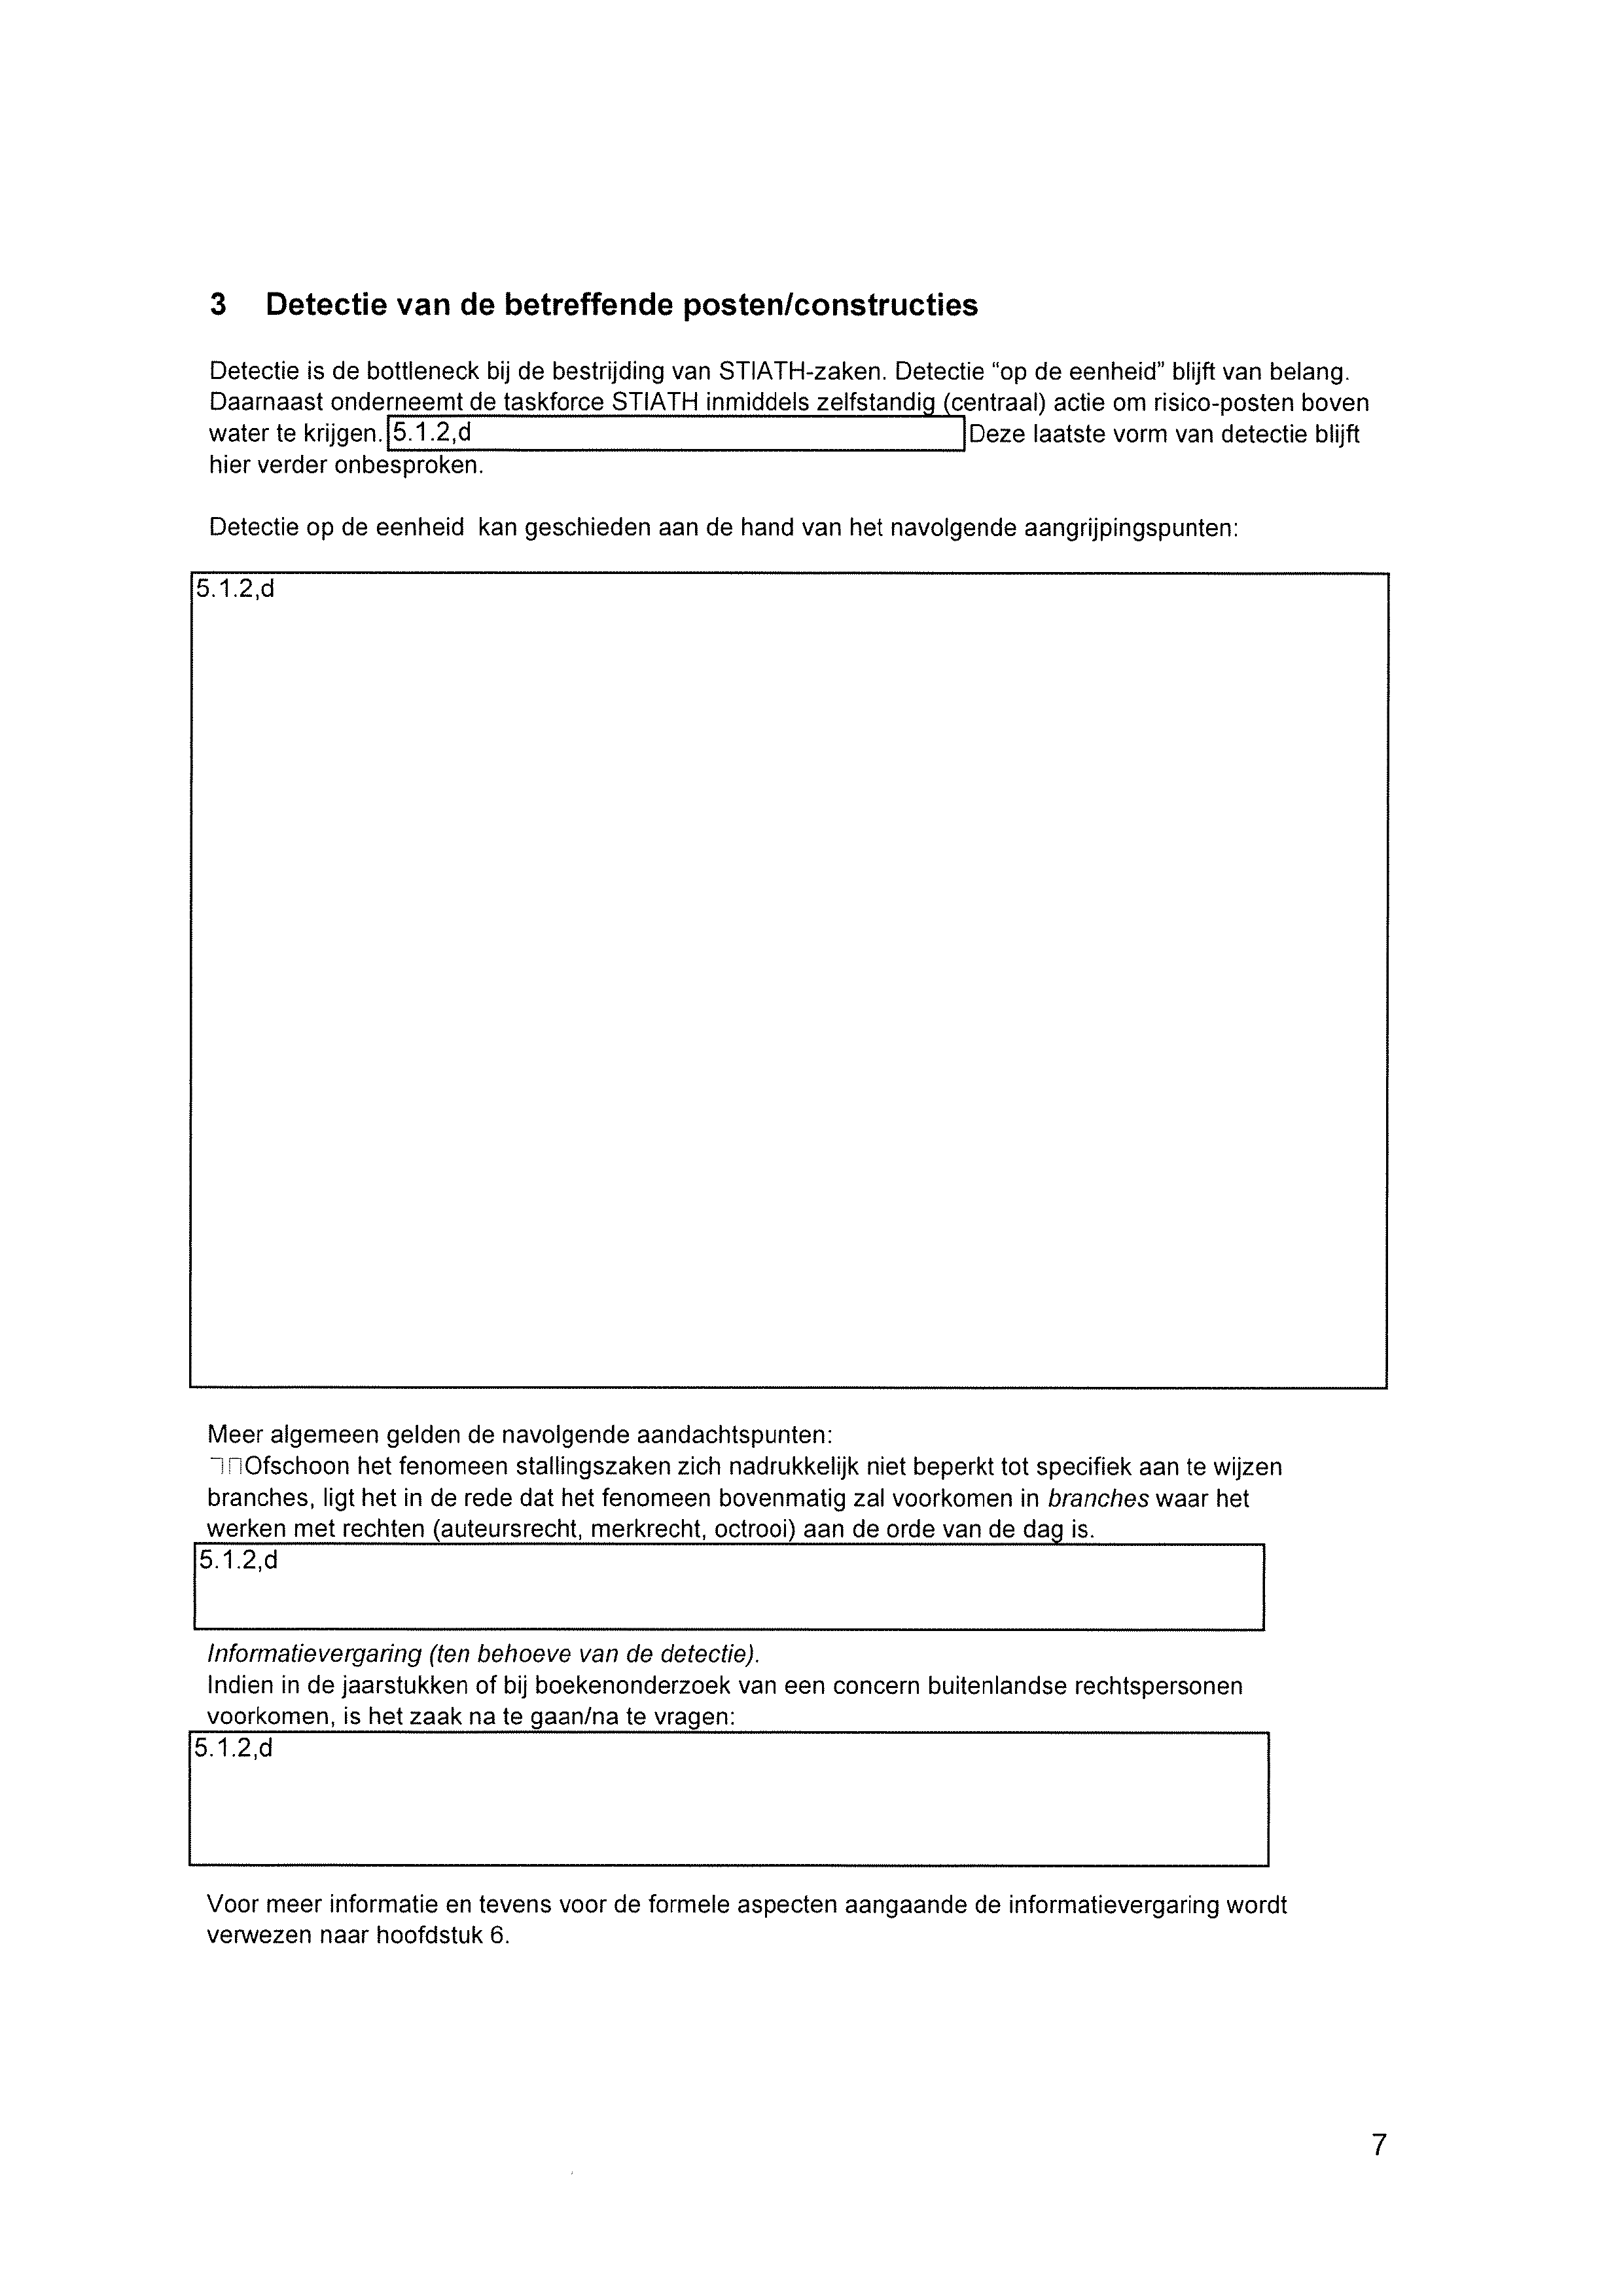 3 Detectie van de betreffende posten/constructies
Detectie is de bottleneck bij de bestrijding van STIATH-zaken. Detectie “op de eenheid” blijft van belang.
Daarnaast onderneemt de taskforce STIATH inmiddels zelfstandig (centraal) actie om risico-posten boven
water te krijgen. 5.1.2,d Deze laatste vorm van detectie blijft
hier verder onbesproken.
Detectie op de eenheid kan geschieden aan de hand van het navolgende aangrijpingspunten:
5.1.2,d
Meer algemeen gelden de navolgende aandachtspunten:
Ofschoon het fenomeen stallingszaken zich nadrukkelijk niet beperkt tot specifiek aan te wijzen
branches, ligt het in de rede dat het fenomeen bovenmatig zal voorkomen in branches waar het
werken met rechten (auteursrecht, merkrecht, octrooi) aan de orde van de dag is.
5.1.2,d
Informatievergaring (ten behoeve van de detectie).
Indien in de jaarstukken of bij boekenonderzoek van een concern buitenlandse rechtspersonen
voorkomen, is het zaak na te gaan/na te vragen:
5.1.2,d
Voor meer informatie en tevens voor de formele aspecten aangaande de informatievergaring wordt
verwezen naar hoofdstuk 6.
7